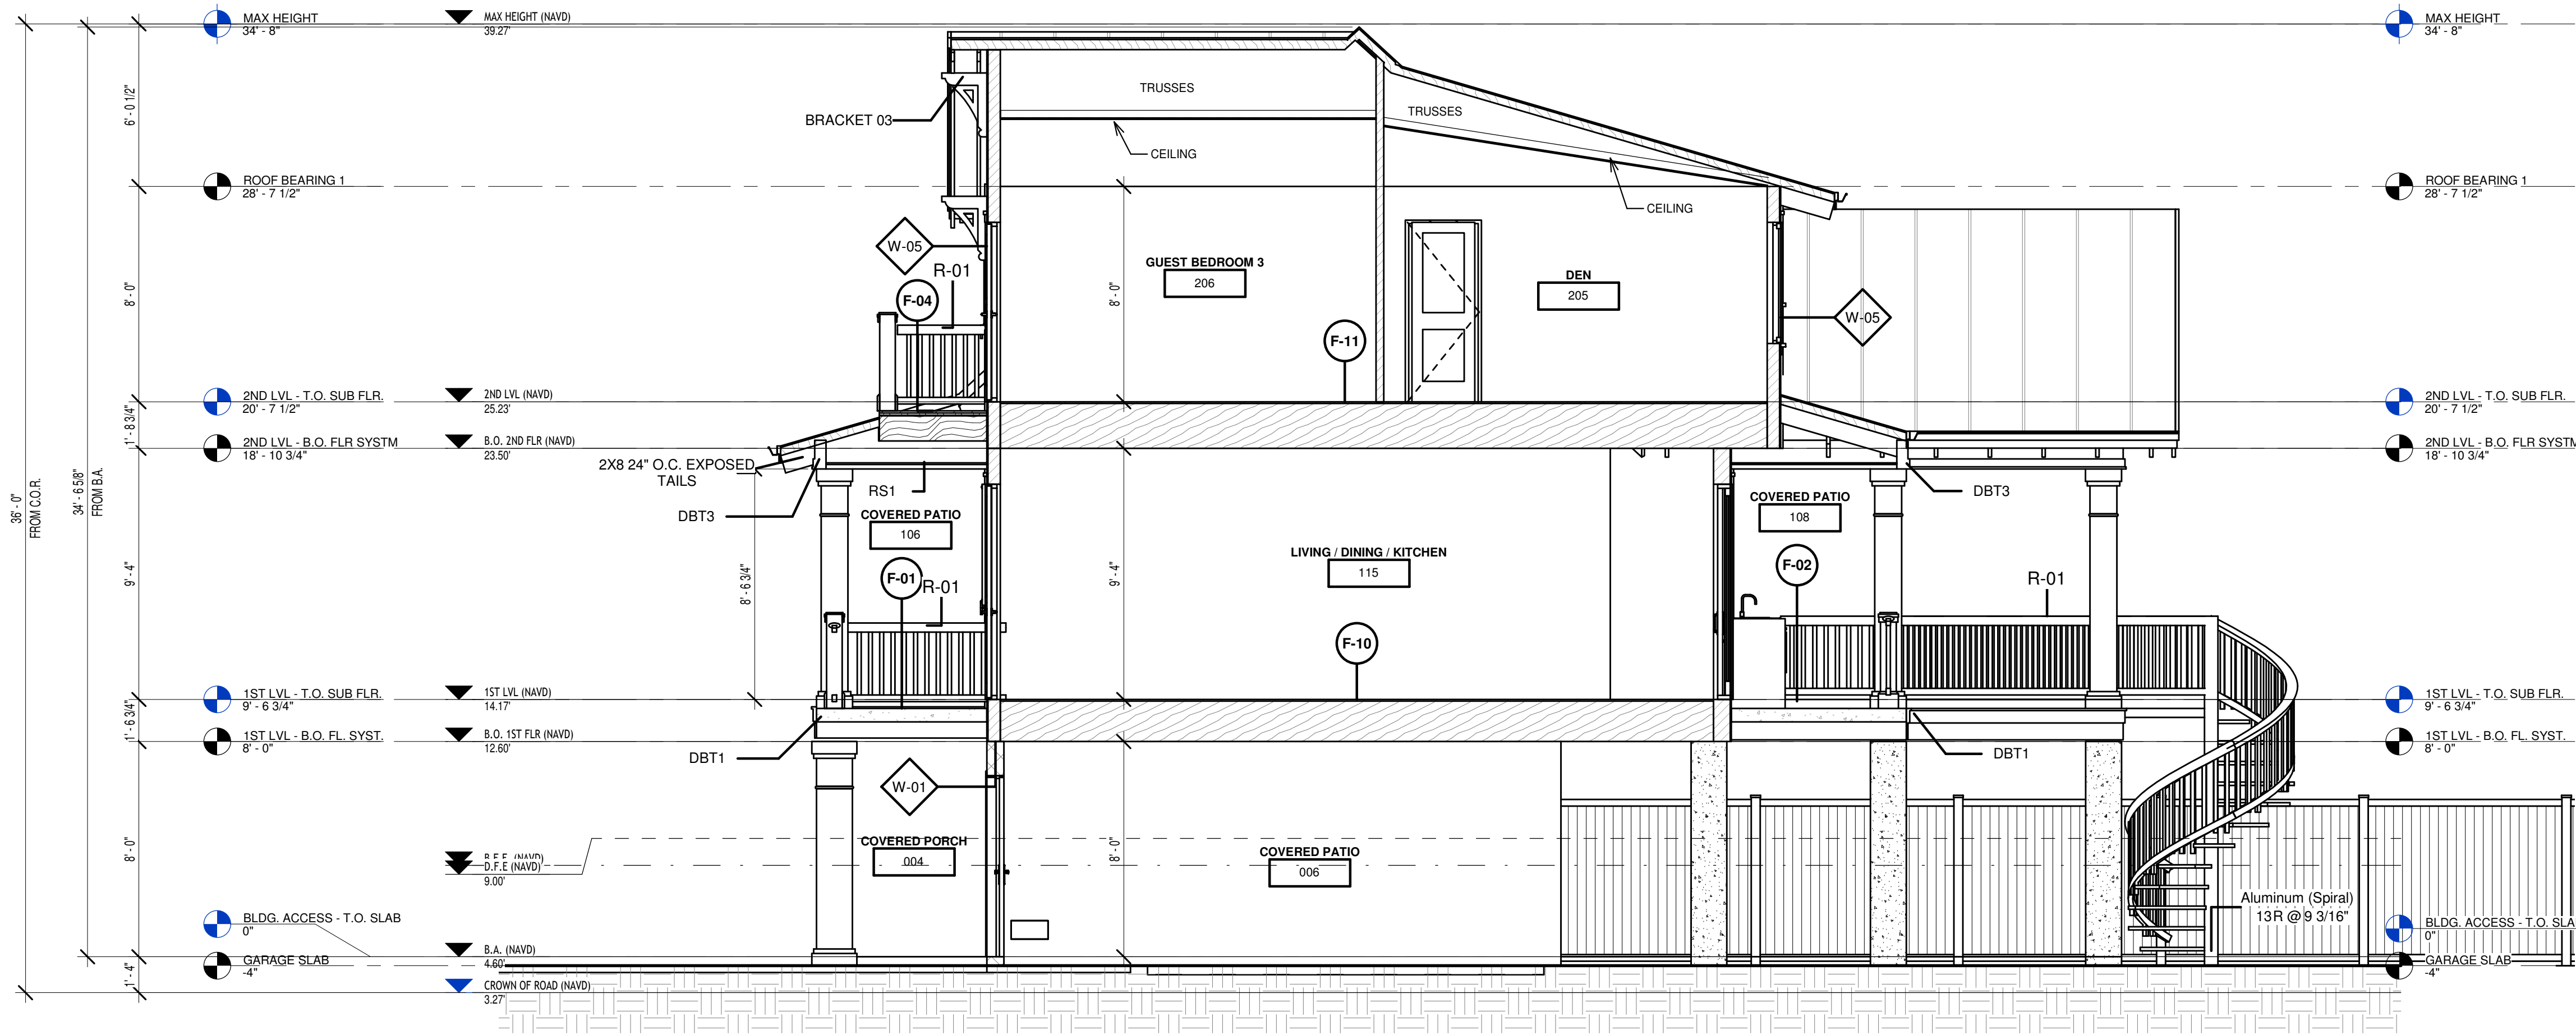 MAX HEIGHT
34' - 8"
MAX HEIGHT (NAVD)
39.27'
MAX HEIGHT
34' - 8"
TRUSSES
TRUSSES
BRACKET 03
CEILING
6' - 0 1/2"
ROOF BEARING 1
28' - 7 1/2"
ROOF BEARING 1
28' - 7 1/2"
CEILING
W-05
R-01
F-04
GUEST BEDROOM 3
206
DEN
205
W-05
8' - 0"
8' - 0"
F-11
2ND LVL - T.O. SUB FLR.
20' - 7 1/2"
2ND LVL (NAVD)
25.23'
2ND LVL - T.O. SUB FLR.
20' - 7 1/2"
1' - 8 3/4"
2ND LVL - B.O. FLR SYSTM
18' - 10 3/4"
B.O. 2ND FLR (NAVD)
23.50'
2ND LVL - B.O. FLR SYSTM
18' - 10 3/4"
36' - 0"
FROM C.O.R.
34' - 6 5/8"
FROM B.A.
2X8 24" O.C. EXPOSED
TAILS
RS1
DBT3
DBT3
COVERED PATIO
106
COVERED PATIO
108
LIVING / DINING / KITCHEN
115
9' - 4"
8' - 6 3/4"
9' - 4"
F-01
R-01
F-02
R-01
F-10
1ST LVL - T.O. SUB FLR.
9' - 6 3/4"
1ST LVL (NAVD)
14.17'
1ST LVL - T.O. SUB FLR.
9' - 6 3/4"
1' - 6 3/4"
1ST LVL - B.O. FL. SYST.
8' - 0"
B.O. 1ST FLR (NAVD)
12.60'
1ST LVL - B.O. FL. SYST.
8' - 0"
DBT1
DBT1
W-01
8' - 0"
8' - 0"
COVERED PORCH
004
COVERED PATIO
006
B.F.E. (NAVD)
D.F.E (NAVD)
9.00'
Aluminum (Spiral)
13R @ 9 3/16"
BLDG. ACCESS - T.O. SLAB
0"
BLDG. ACCESS - T.O. SLA
0"
B.A. (NAVD)
4.60'
GARAGE SLAB
-4"
GARAGE SLAB
-4"
1' - 4"
CROWN OF ROAD (NAVD)
3.27'